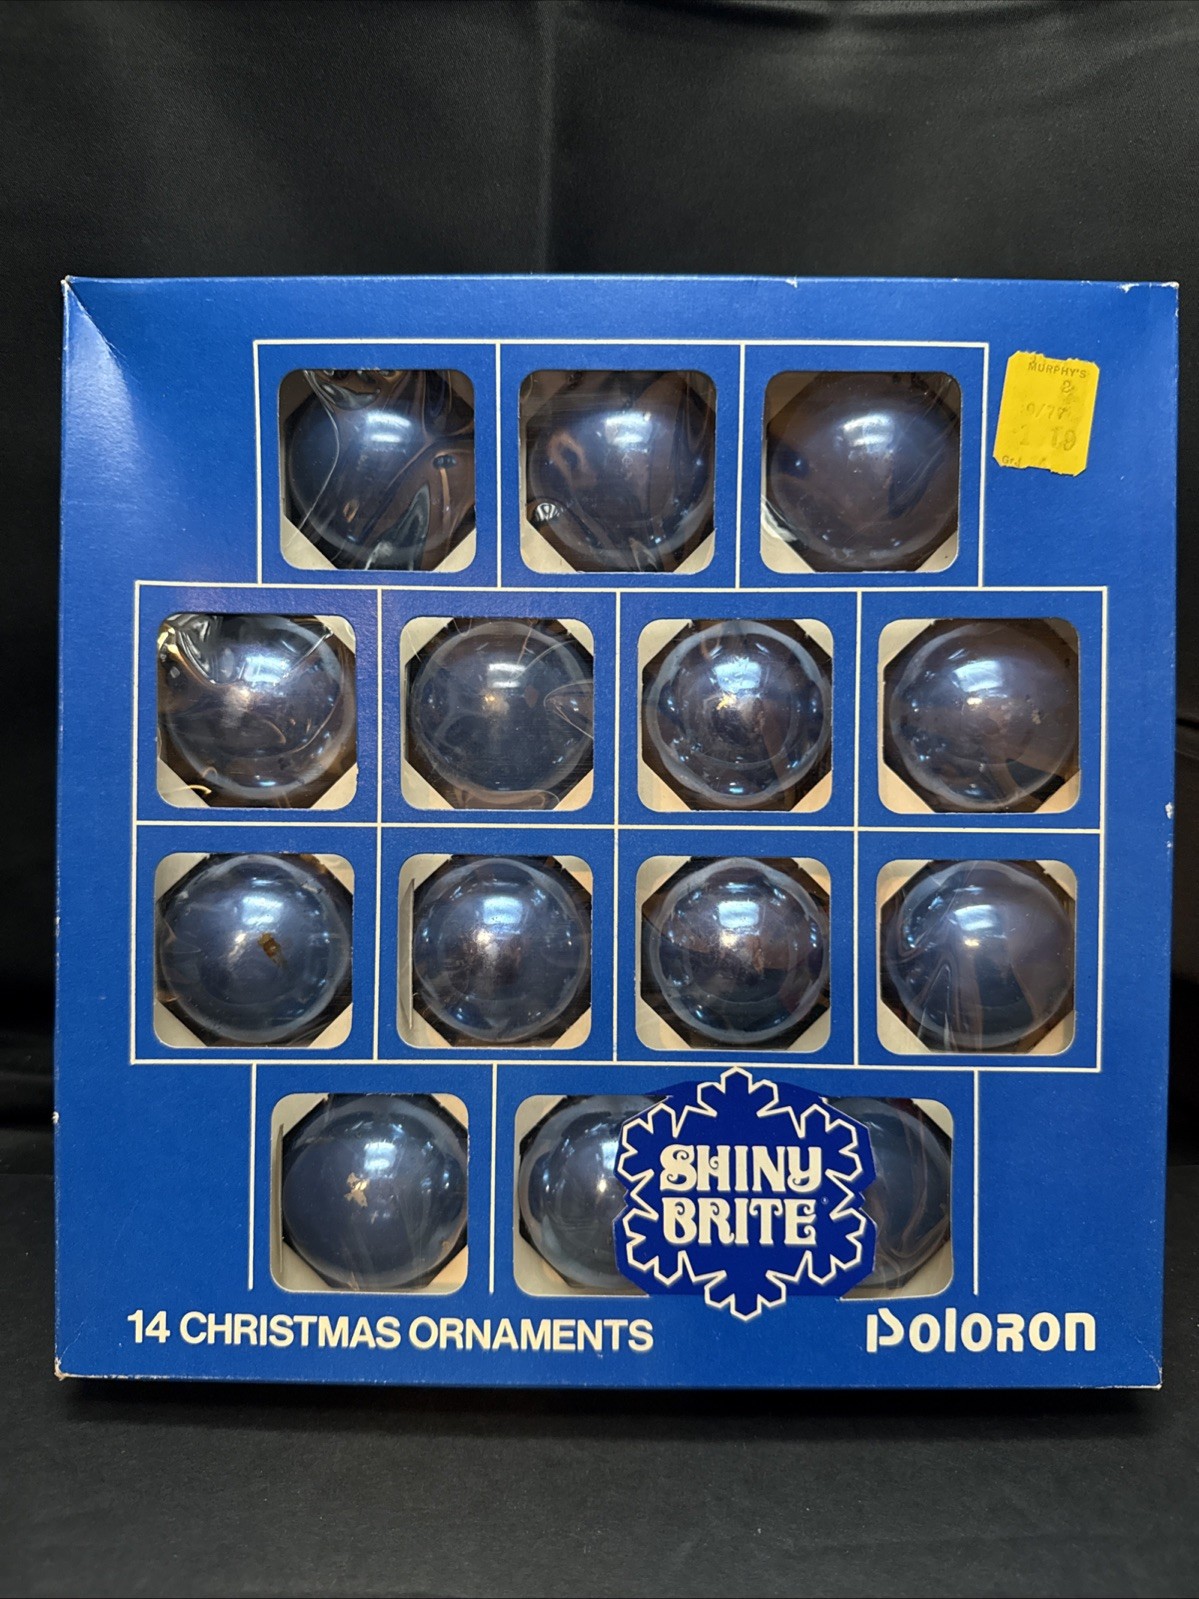 MURPHY'S
SHINY
BRITE
14 CHRISTMAS ORNAMENTS
Poloron